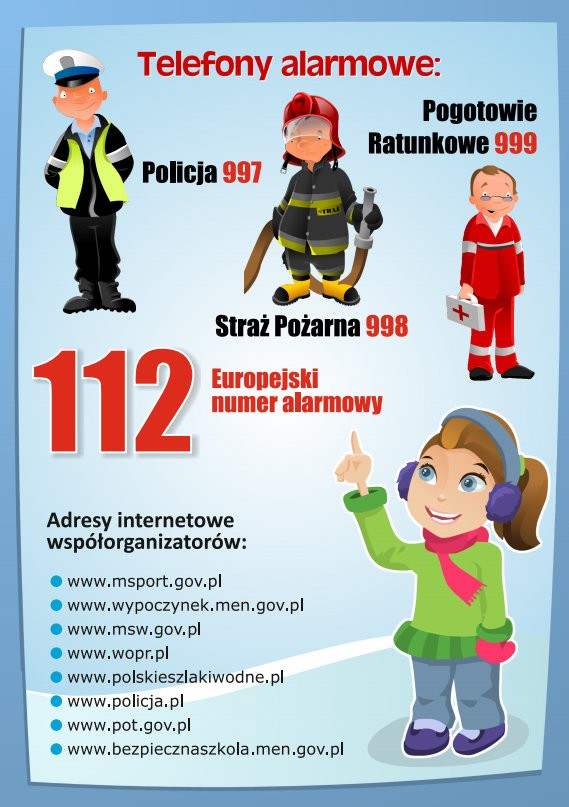 Telefony alarmowe:
Policja 997
Pogotowie
Ratunkowe 999
STRAŻ
Straż Pożarna 998
112
Europejski
numer alarmowy
Adresy internetowe
współorganizatorów:
www.msport.gov.pl
www.wypoczynek.men.gov.pl
www.msw.gov.pl
www.wopr.pl
www.polskieszlakiwodne.pl
www.policja.pl
www.pot.gov.pl
www.bezpiecznaszkola.men.gov.pl